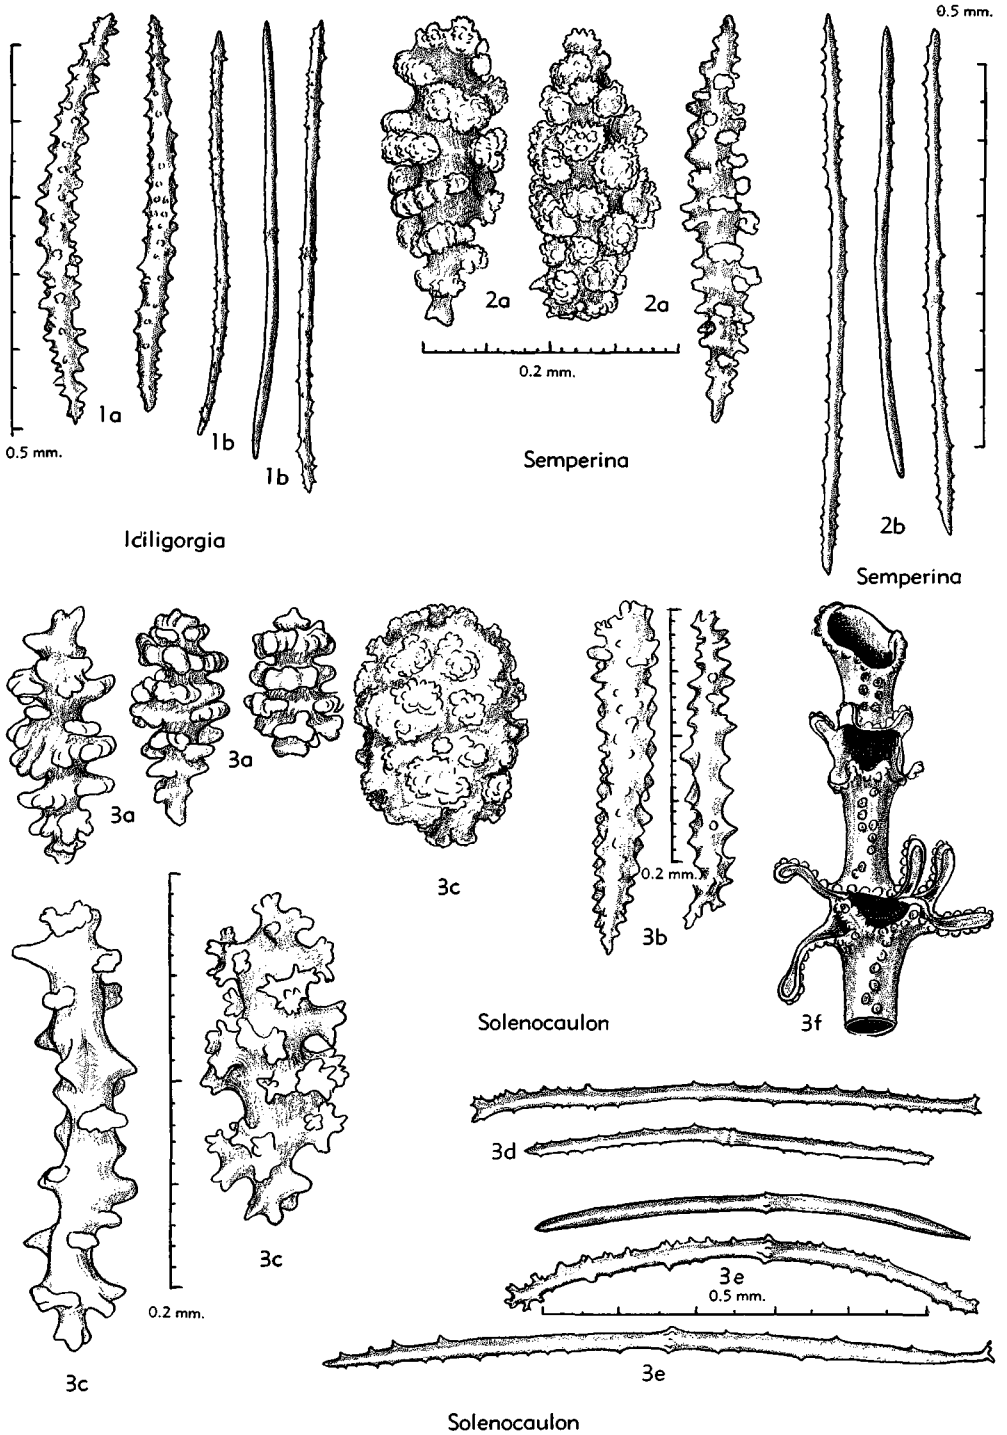 0.5 mm.
1a
1b
1b
0.5 mm.
Iciligorgia
2a
2a
0.2 mm.
Semperina
2b
Semperina
3a
3a
3c
0.2 mm.
3b
3f
Solenocaulon
3c
3c
0.2 mm.
3d
3e
0.5 mm.
3e
Solenocaulon